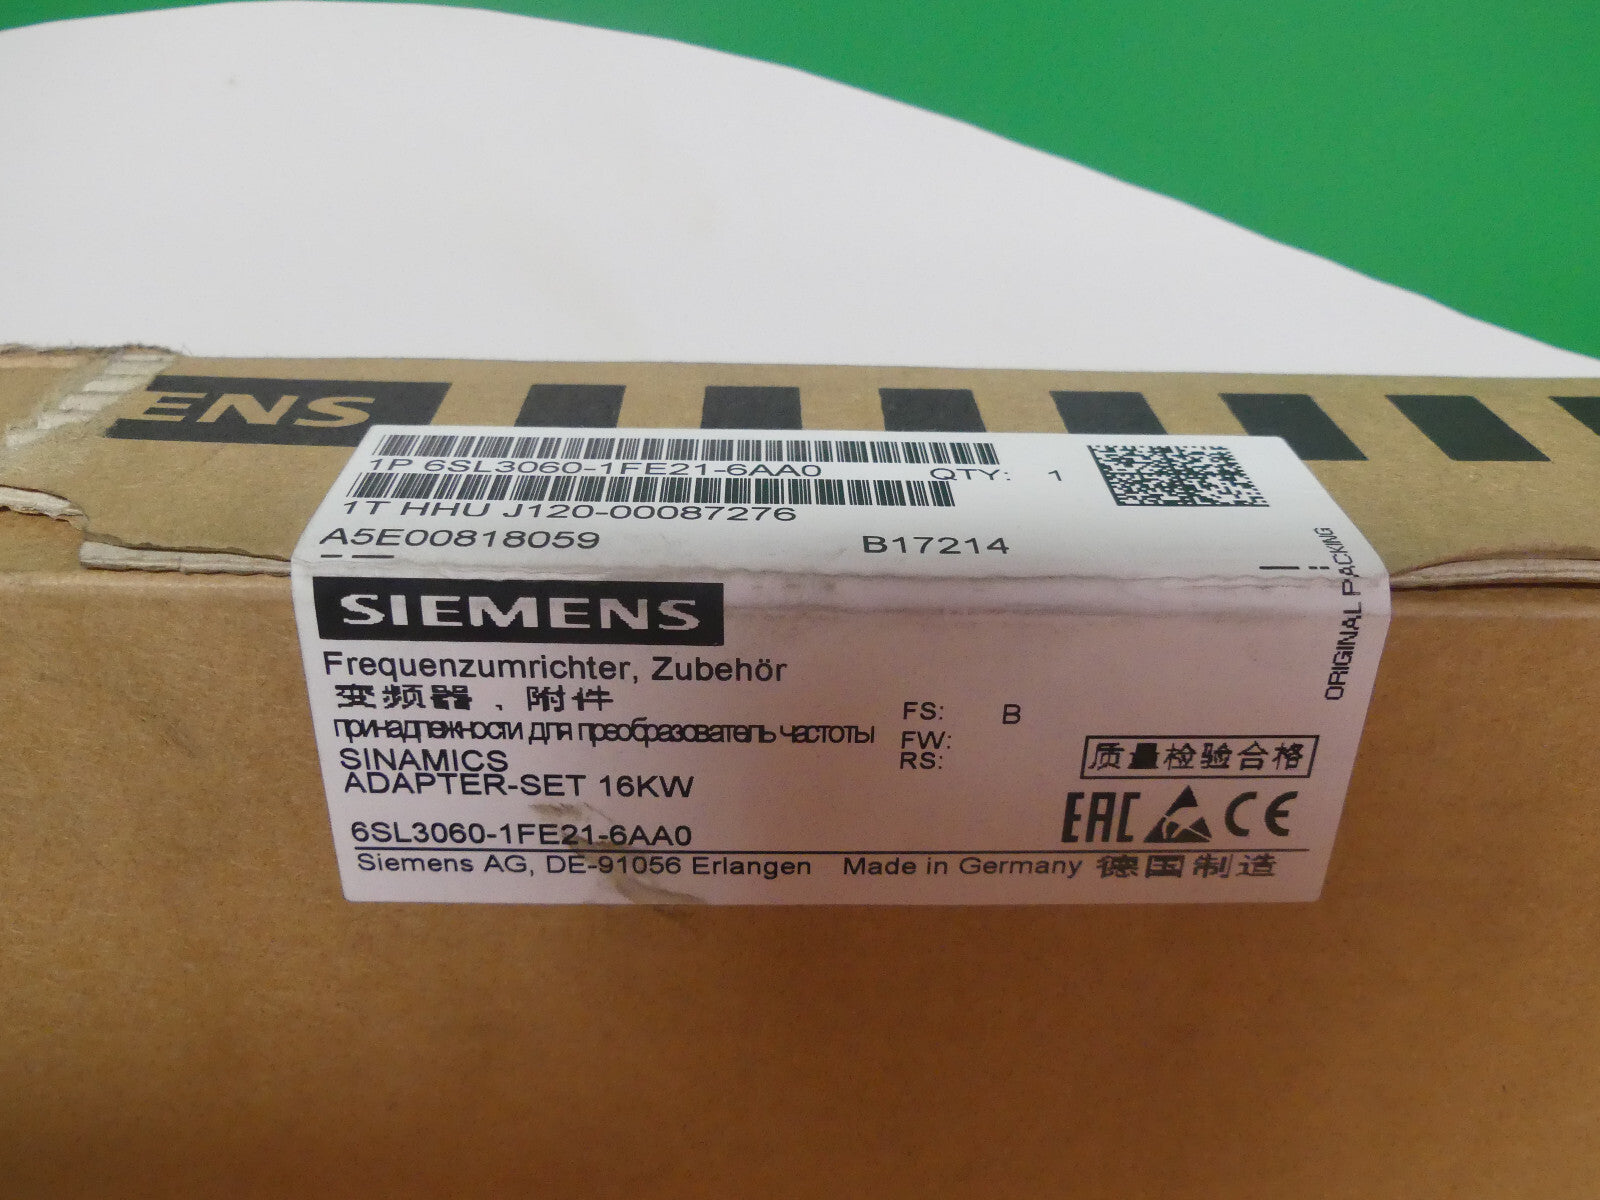 ENS
1P 6SL3060-1FE21-6AA0 QTY: 1
1T HHU J120-00087276
A5E00818059 B17214
ORIGINAL PACKING
SIEMENS
Frequenzumrichter, Zubehör
变频器、附件
принадлежности для преобразователь частоты
FS: B
FW:
RS:
SINAMICS
ADAPTER-SET 16KW
质量检验合格
EAC CE
6SL3060-1FE21-6AA0
Siemens AG, DE-91056 Erlangen Made in Germany 德国制造